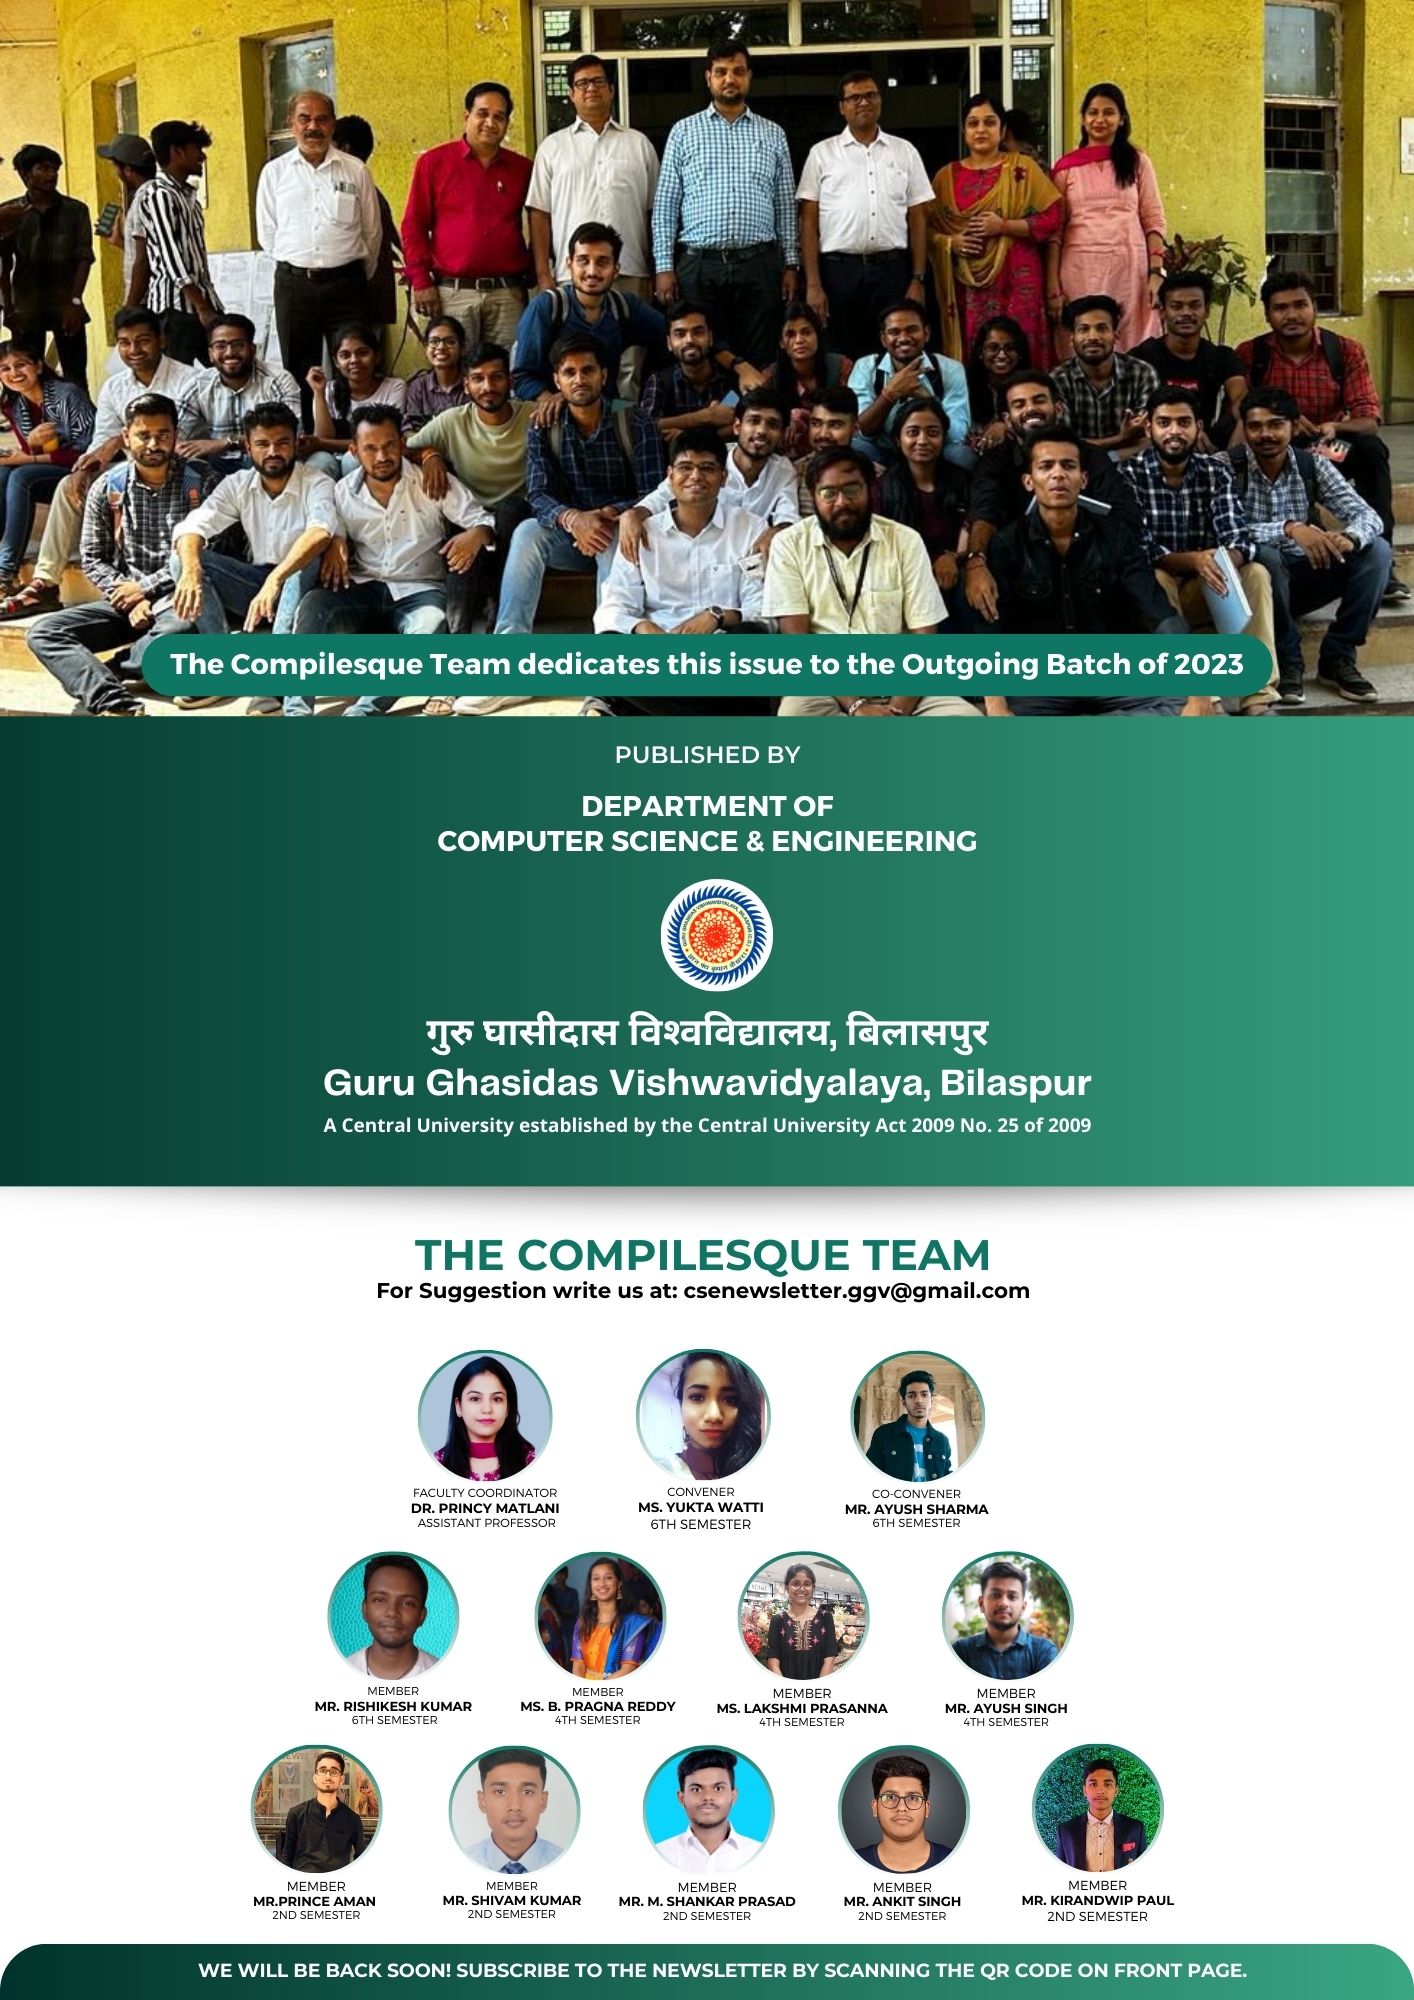 The Compilesque Team dedicates this issue to the Outgoing Batch of 2023
PUBLISHED BY
DEPARTMENT OF
COMPUTER SCIENCE & ENGINEERING
गुरु घासीदास विश्वविद्यालय, बिलासपुर
Guru Ghasidas Vishwavidyalaya, Bilaspur
A Central University established by the Central University Act 2009 No. 25 of 2009
THE COMPILESQUE TEAM
For Suggestion write us at: csenewsletter.ggv@gmail.com
FACULTY COORDINATOR
DR. PRINCY MATLANI
ASSISTANT PROFESSOR
CONVENER
MS. YUKTA WATTI
6TH SEMESTER
CO-CONVENER
MR. AYUSH SHARMA
6TH SEMESTER
MEMBER
MR. RISHIKESH KUMAR
6TH SEMESTER
MEMBER
MS. B. PRAGNA REDDY
4TH SEMESTER
MEMBER
MS. LAKSHMI PRASANNA
4TH SEMESTER
MEMBER
MR. AYUSH SINGH
4TH SEMESTER
MEMBER
MR.PRINCE AMAN
2ND SEMESTER
MEMBER
MR. SHIVAM KUMAR
2ND SEMESTER
MEMBER
MR. M. SHANKAR PRASAD
2ND SEMESTER
MEMBER
MR. ANKIT SINGH
2ND SEMESTER
MEMBER
MR. KIRANDWIP PAUL
2ND SEMESTER
WE WILL BE BACK SOON! SUBSCRIBE TO THE NEWSLETTER BY SCANNING THE QR CODE ON FRONT PAGE.